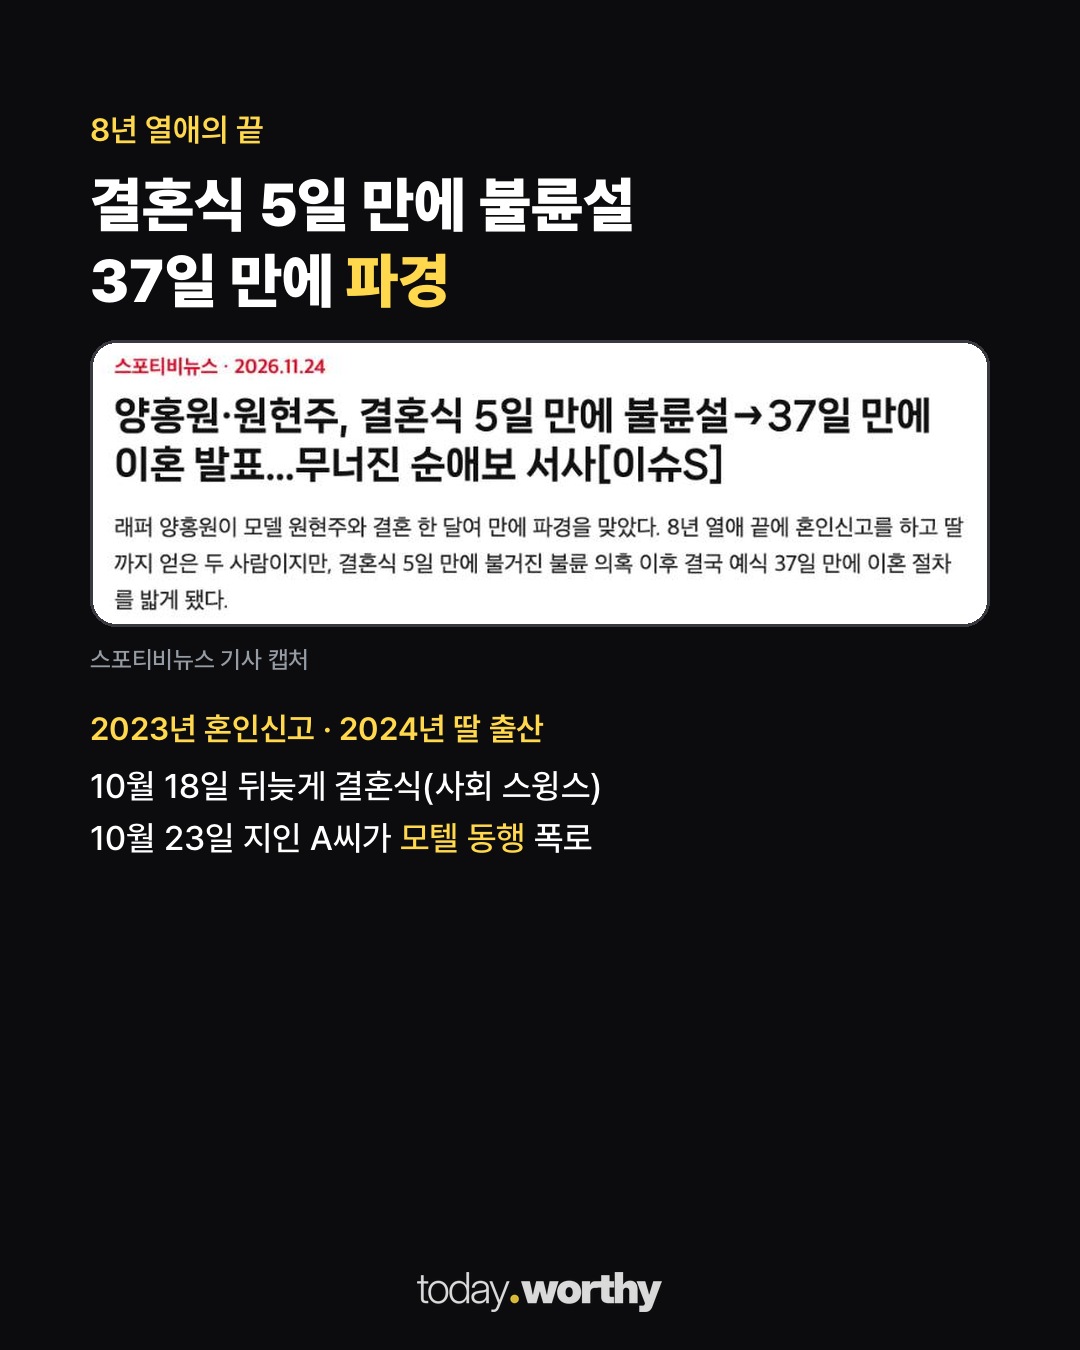 8년 열애의 끝
결혼식 5일 만에 불륜설
37일 만에 파경
스포티비뉴스 · 2026.11.24
양홍원·원현주, 결혼식 5일 만에 불륜설→37일 만에
이혼 발표...무너진 순애보 서사[이슈S]
래퍼 양홍원이 모델 원현주와 결혼 한 달여 만에 파경을 맞았다. 8년 열애 끝에 혼인신고를 하고 딸
까지 얻은 두 사람이지만, 결혼식 5일 만에 불거진 불륜 의혹 이후 결국 예식 37일 만에 이혼 절차
를 밟게 됐다.
스포티비뉴스 기사 캡처
2023년 혼인신고 · 2024년 딸 출산
10월 18일 뒤늦게 결혼식(사회 스윙스)
10월 23일 지인 A씨가 모텔 동행 폭로
today.worthy